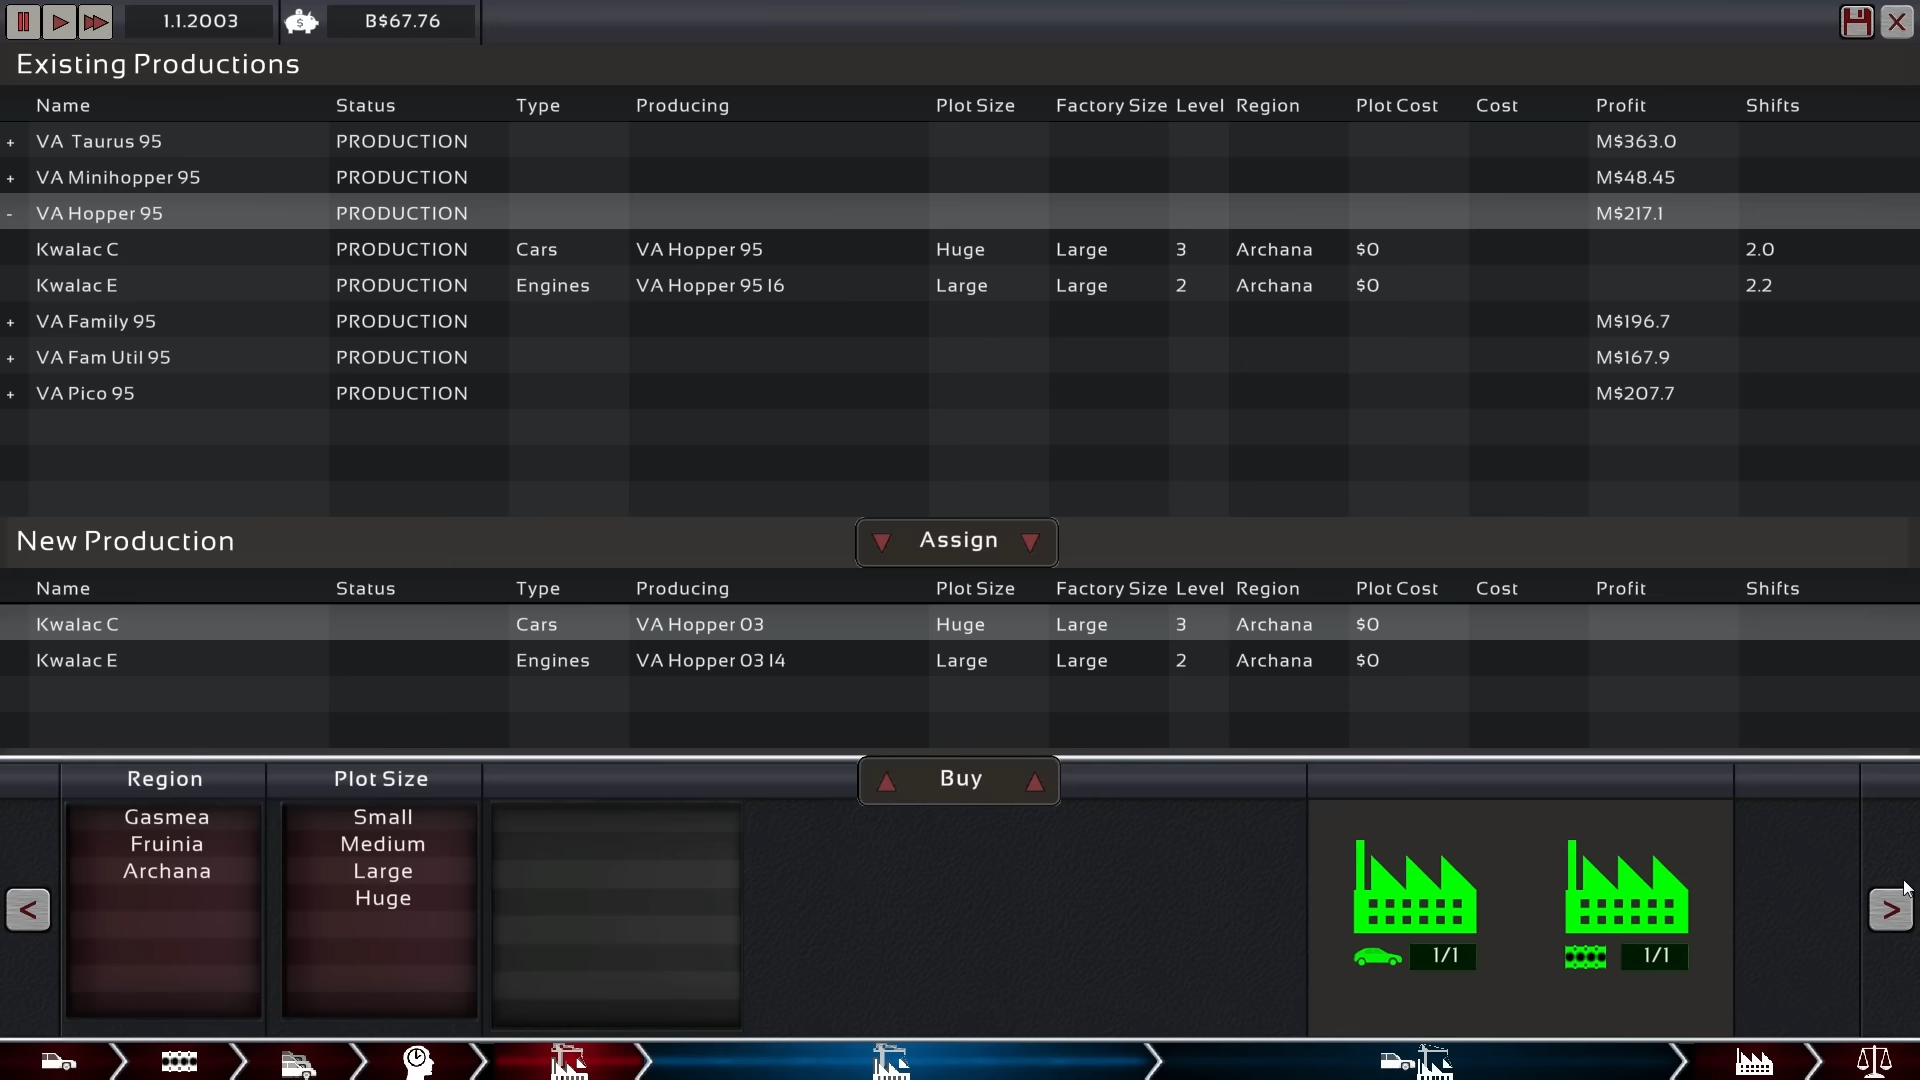 1.1.2003 B$67.76
Existing Productions
Name Status Type Producing Plot Size Factory Size Level Region Plot Cost Cost Profit Shifts
+ VA Taurus 95 PRODUCTION M$363.0
+ VA Minihopper 95 PRODUCTION M$48.45
- VA Hopper 95 PRODUCTION M$217.1
Kwalac C PRODUCTION Cars VA Hopper 95 Huge Large 3 Archana $0 2.0
Kwalac E PRODUCTION Engines VA Hopper 95 I6 Large Large 2 Archana $0 2.2
+ VA Family 95 PRODUCTION M$196.7
+ VA Fam Util 95 PRODUCTION M$167.9
+ VA Pico 95 PRODUCTION M$207.7
New Production Assign
Name Status Type Producing Plot Size Factory Size Level Region Plot Cost Cost Profit Shifts
Kwalac C Cars VA Hopper 03 Huge Large 3 Archana $0
Kwalac E Engines VA Hopper 03 I4 Large Large 2 Archana $0
Region Plot Size Buy
Gasmea Small
Fruinia Medium
Archana Large
Huge
< >
1/1 1/1